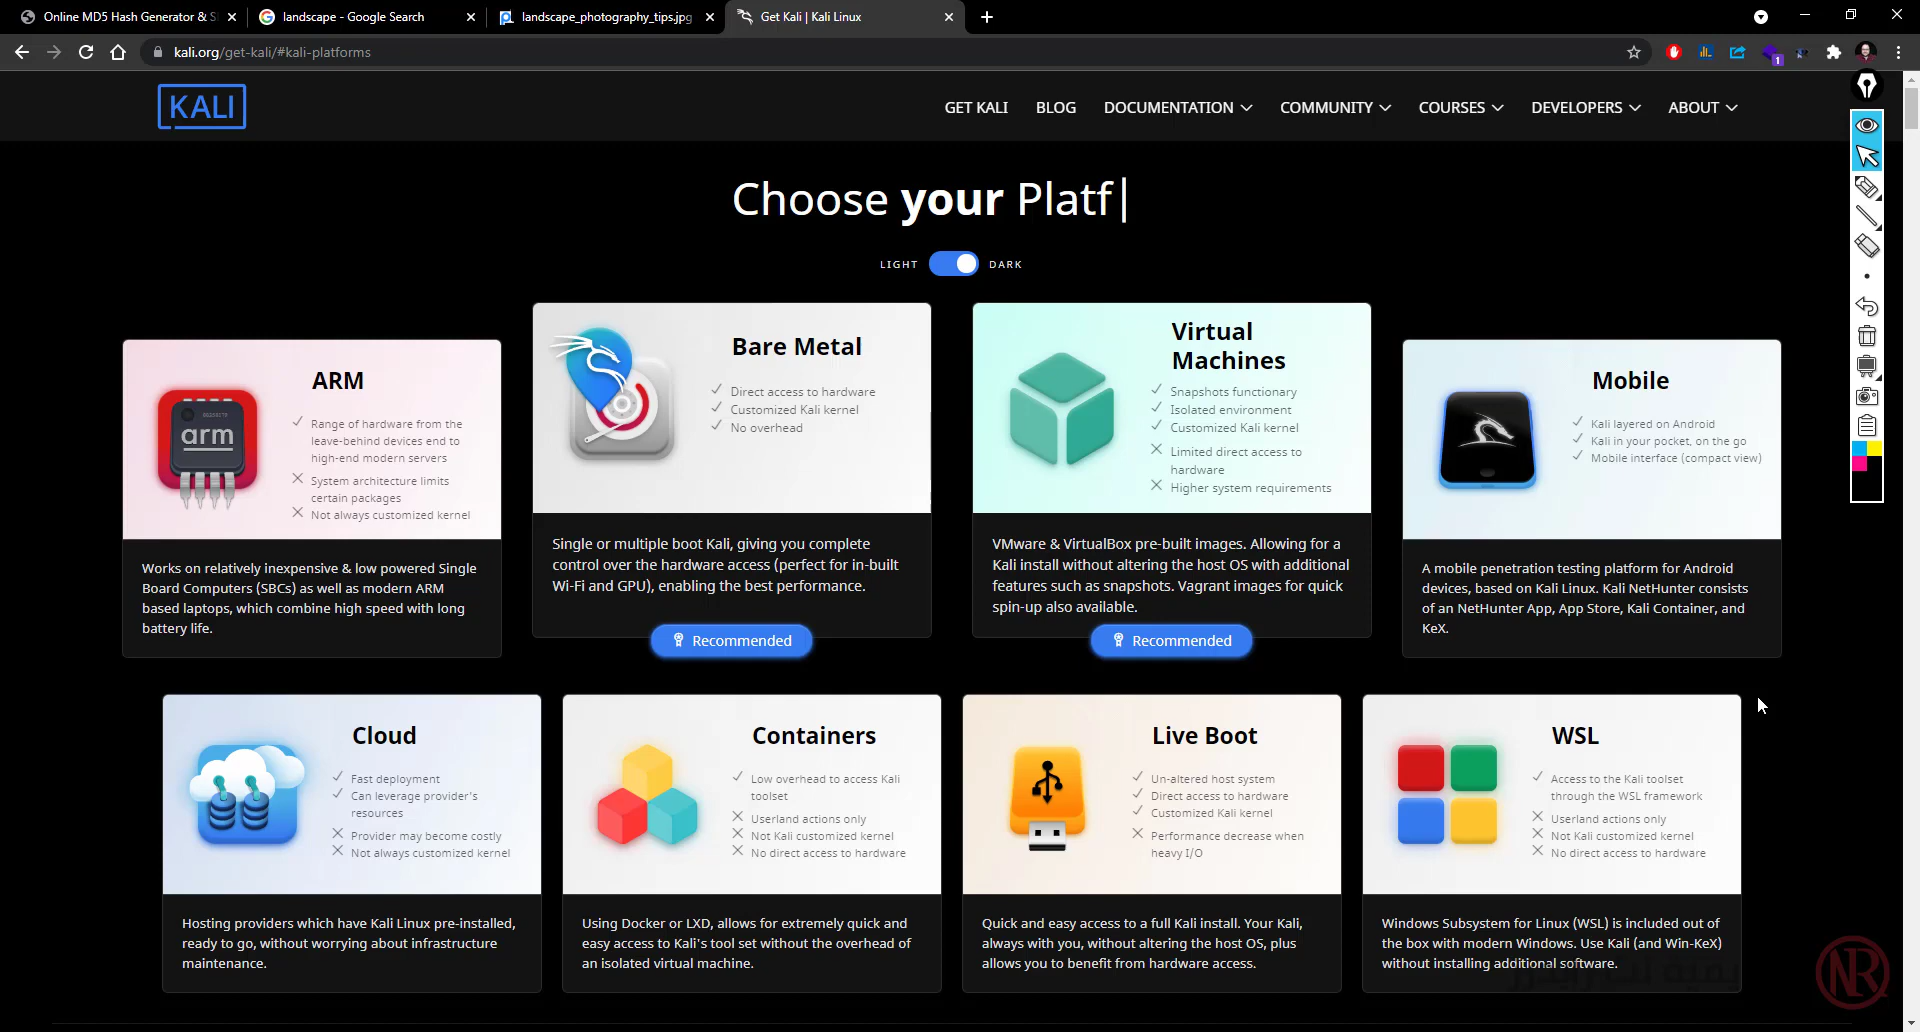 Online MD5 Hash Generator & S
landscape - Google Search
landscape_photography_tips.jpg
Get Kali | Kali Linux
kali.org/get-kali/#kali-platforms
1
KALI
GET KALI
BLOG
DOCUMENTATION
COMMUNITY
COURSES
DEVELOPERS
ABOUT
Choose your Platf
LIGHT
DARK
ARM
arm
Range of hardware from the
leave-behind devices end to
high-end modern servers
System architecture limits
certain packages
Not always customized kernel
Works on relatively inexpensive & low powered Single
Board Computers (SBCs) as well as modern ARM
based laptops, which combine high speed with long
battery life.
Bare Metal
Direct access to hardware
Customized Kali kernel
No overhead
Single or multiple boot Kali, giving you complete
control over the hardware access (perfect for in-built
Wi-Fi and GPU), enabling the best performance.
Recommended
Virtual
Machines
Snapshots functionary
Isolated environment
Customized Kali kernel
Limited direct access to
hardware
Higher system requirements
VMware & VirtualBox pre-built images. Allowing for a
Kali install without altering the host OS with additional
features such as snapshots. Vagrant images for quick
spin-up also available.
Recommended
Mobile
Kali layered on Android
Kali in your pocket, on the go
Mobile interface (compact view)
A mobile penetration testing platform for Android
devices, based on Kali Linux. Kali NetHunter consists
of an NetHunter App, App Store, Kali Container, and
KeX.
Cloud
Fast deployment
Can leverage provider's
resources
Provider may become costly
Not always customized kernel
Hosting providers which have Kali Linux pre-installed,
ready to go, without worrying about infrastructure
maintenance.
Containers
Low overhead to access Kali
toolset
Userland actions only
Not Kali customized kernel
No direct access to hardware
Using Docker or LXD, allows for extremely quick and
easy access to Kali's tool set without the overhead of
an isolated virtual machine.
Live Boot
Un-altered host system
Direct access to hardware
Customized Kali kernel
Performance decrease when
heavy I/O
Quick and easy access to a full Kali install. Your Kali,
always with you, without altering the host OS, plus
allows you to benefit from hardware access.
WSL
Access to the Kali toolset
through the WSL framework
Userland actions only
Not Kali customized kernel
No direct access to hardware
Windows Subsystem for Linux (WSL) is included out of
the box with modern Windows. Use Kali (and Win-KeX)
without installing additional software.
NR